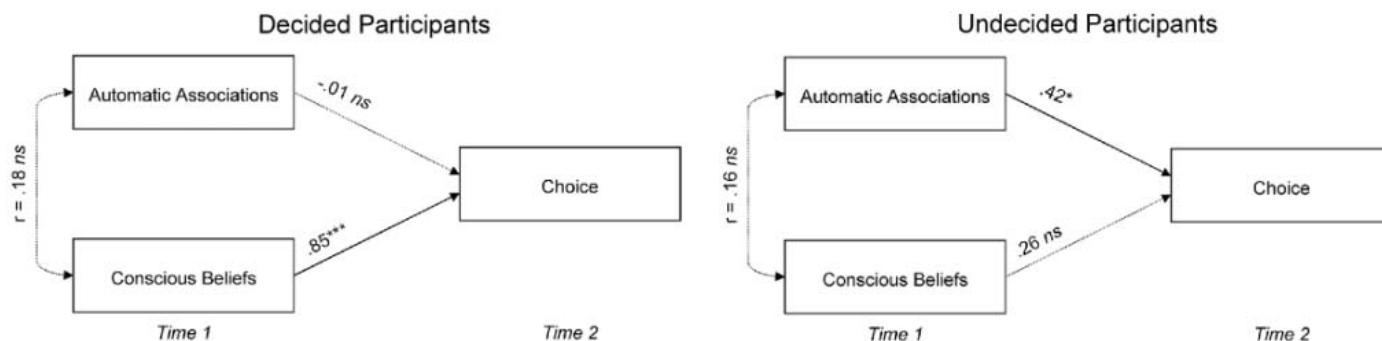 Decided Participants
Automatic Associations
-.01 ns
r = .18 ns
Choice
.85***
Conscious Beliefs
Time 1
Time 2
Undecided Participants
Automatic Associations
.42*
r = .16 ns
Choice
.26 ns
Conscious Beliefs
Time 1
Time 2